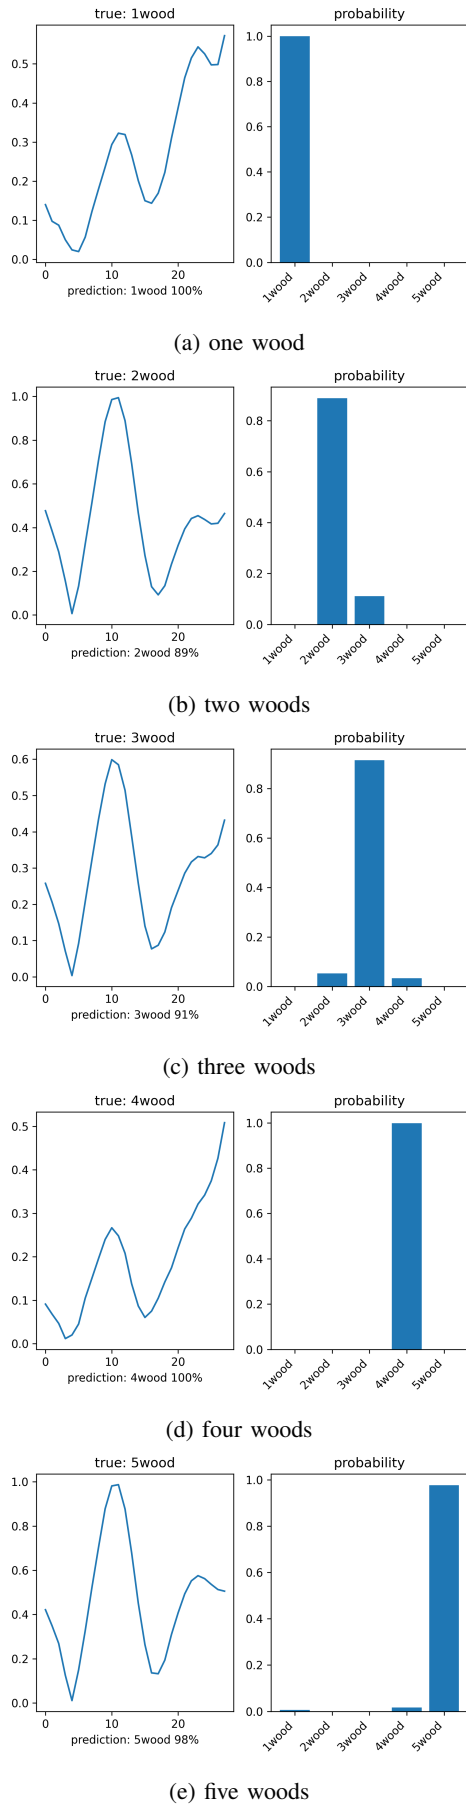 true: 1wood
probability
0.5
0.4
0.3
0.2
0.1
0.0
0
10
20
prediction: 1wood 100%
1.0
0.8
0.6
0.4
0.2
0.0
1wood
2wood
3wood
4wood
5wood
(a) one wood
true: 2wood
probability
1.0
0.8
0.6
0.4
0.2
0.0
0
10
20
prediction: 2wood 89%
0.8
0.6
0.4
0.2
0.0
1wood
2wood
3wood
4wood
5wood
(b) two woods
true: 3wood
probability
0.6
0.5
0.4
0.3
0.2
0.1
0.0
0
10
20
prediction: 3wood 91%
0.8
0.6
0.4
0.2
0.0
1wood
2wood
3wood
4wood
5wood
(c) three woods
true: 4wood
probability
0.5
0.4
0.3
0.2
0.1
0.0
0
10
20
prediction: 4wood 100%
1.0
0.8
0.6
0.4
0.2
0.0
1wood
2wood
3wood
4wood
5wood
(d) four woods
true: 5wood
probability
1.0
0.8
0.6
0.4
0.2
0.0
0
10
20
prediction: 5wood 98%
1.0
0.8
0.6
0.4
0.2
0.0
1wood
2wood
3wood
4wood
5wood
(e) five woods